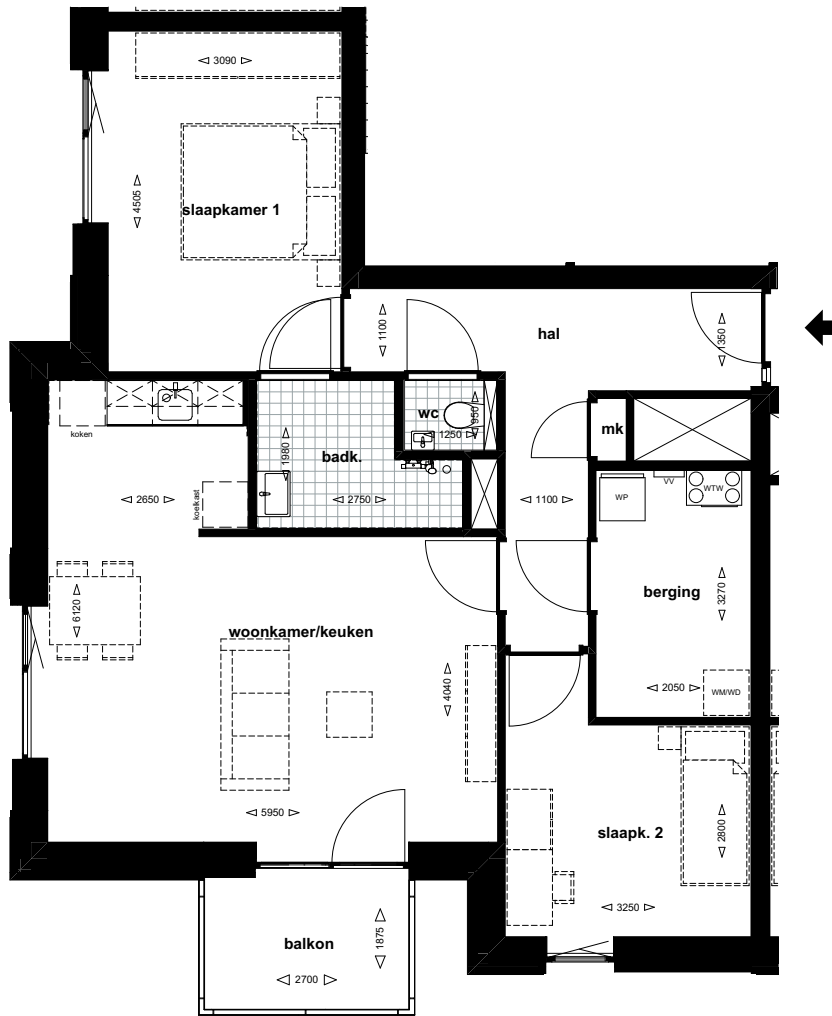 3090
4505
slaapkamer 1
1100
hal
1350
wc
950
1250
mk
koken
badk.
1980
2750
2650
koelkast
1100
WP
VV
WTW
berging
3270
6120
woonkamer/keuken
4040
2050
WM/WD
5950
slaapk. 2
2800
3250
balkon
1875
2700